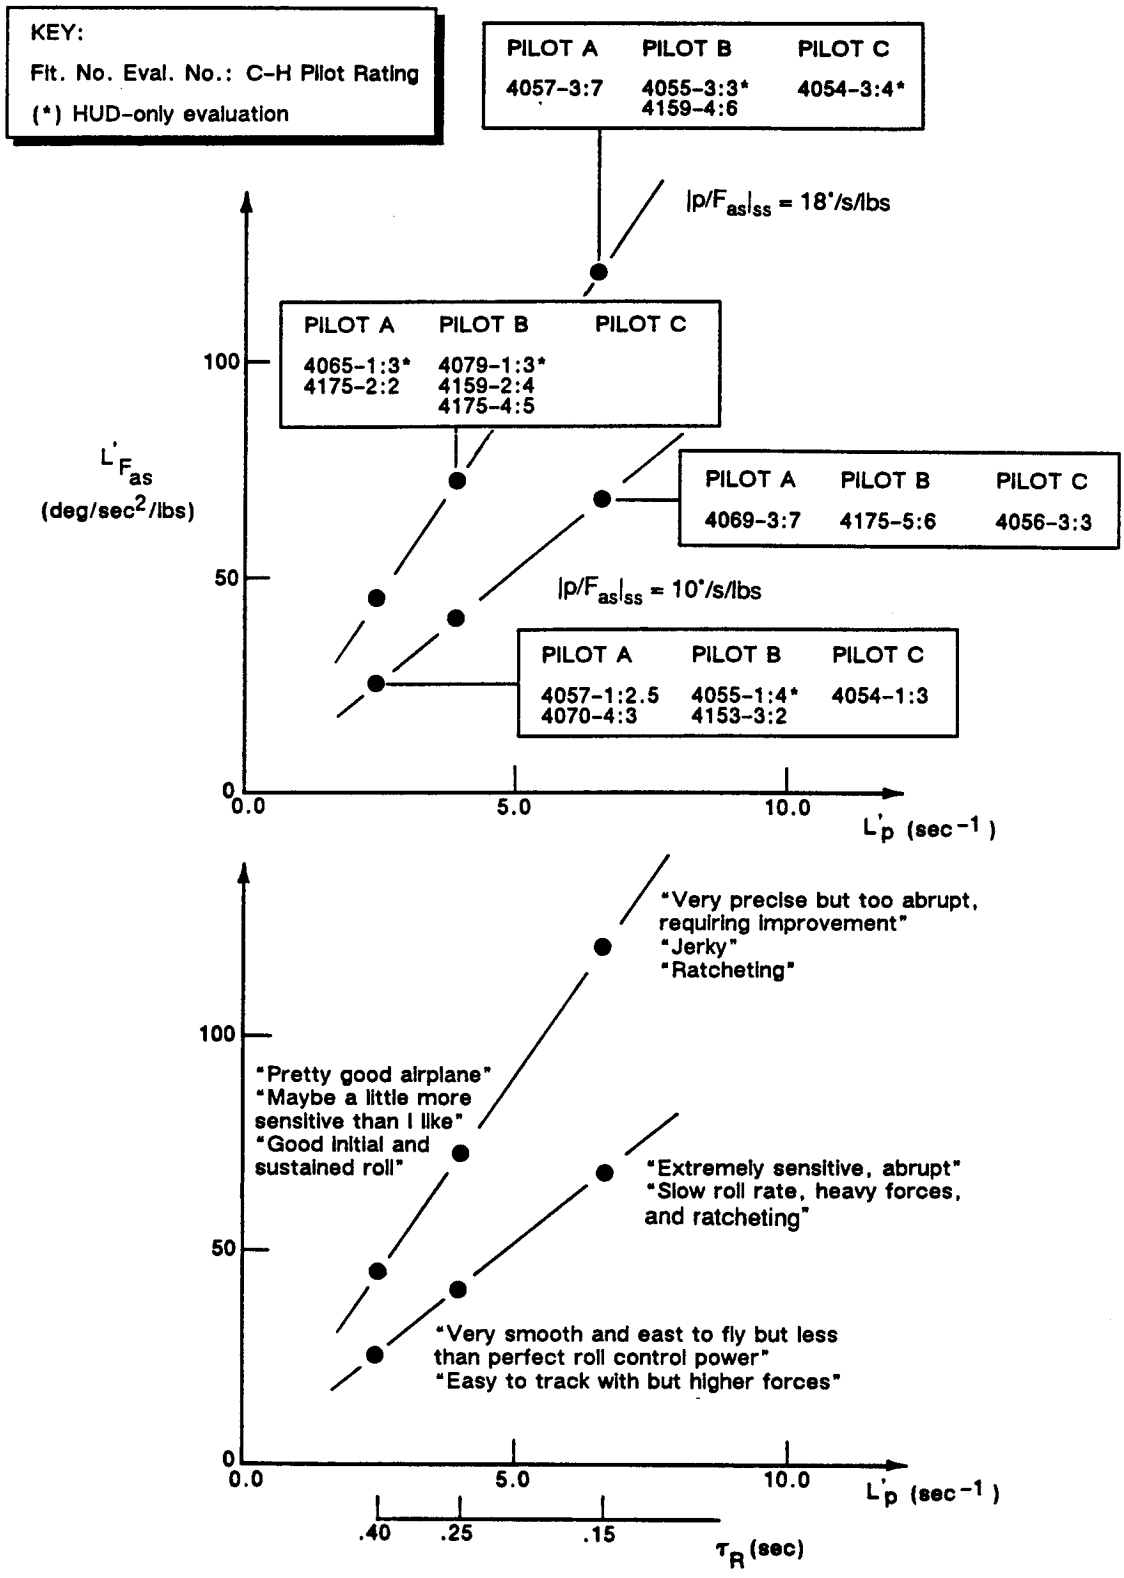 KEY:
Flt. No. Eval. No.: C-H Pilot Rating
(*) HUD-only evaluation
PILOT A PILOT B PILOT C
4057-3:7 4055-3:3* 4054-3:4*
4159-4:6
|p/Fas|ss = 18°/s/lbs
PILOT A PILOT B PILOT C
4065-1:3* 4079-1:3*
4175-2:2 4159-2:4
4175-4:5
100
L'Fas
(deg/sec2/lbs)
PILOT A PILOT B PILOT C
4069-3:7 4175-5:6 4056-3:3
50
|p/Fas|ss = 10°/s/lbs
PILOT A PILOT B PILOT C
4057-1:2.5 4055-1:4* 4054-1:3
4070-4:3 4153-3:2
0
0.0 5.0 10.0
L'p (sec-1)
"Very precise but too abrupt,
requiring improvement"
"Jerky"
"Ratcheting"
100
"Pretty good airplane"
"Maybe a little more
sensitive than I like"
"Good initial and
sustained roll"
"Extremely sensitive, abrupt"
"Slow roll rate, heavy forces,
and ratcheting"
50
"Very smooth and east to fly but less
than perfect roll control power"
"Easy to track with but higher forces"
0
0.0 5.0 10.0
L'p (sec-1)
.40 .25 .15
τR (sec)